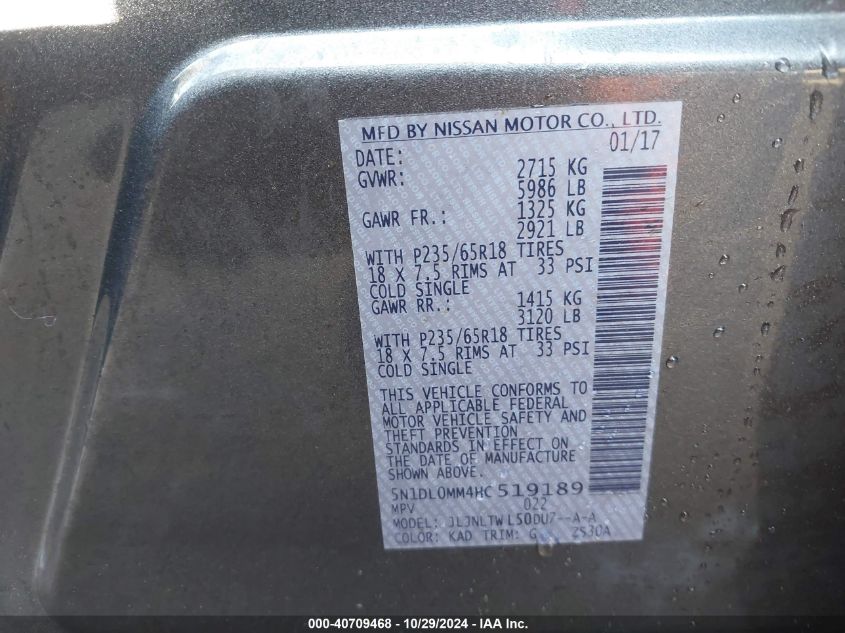 MFD BY NISSAN MOTOR CO., LTD.
DATE: 01/17
GVWR: 2715 KG
5986 LB
GAWR FR.: 1325 KG
2921 LB
WITH P235/65R18 TIRES
18 X 7.5 RIMS AT 33 PSI
COLD SINGLE
GAWR RR.: 1415 KG
3120 LB
WITH P235/65R18 TIRES
18 X 7.5 RIMS AT 33 PSI
COLD SINGLE
THIS VEHICLE CONFORMS TO
ALL APPLICABLE FEDERAL
MOTOR VEHICLE SAFETY AND
THEFT PREVENTION
STANDARDS IN EFFECT ON
THE DATE OF MANUFACTURE
SHOWN ABOVE.
5N1DL0MM4HC519189
MPV 022
MODEL: JLJNLTWL50DU7--A-A
COLOR: KAD TRIM: G 2S30A
000-40709468 - 10/29/2024 - IAA Inc.